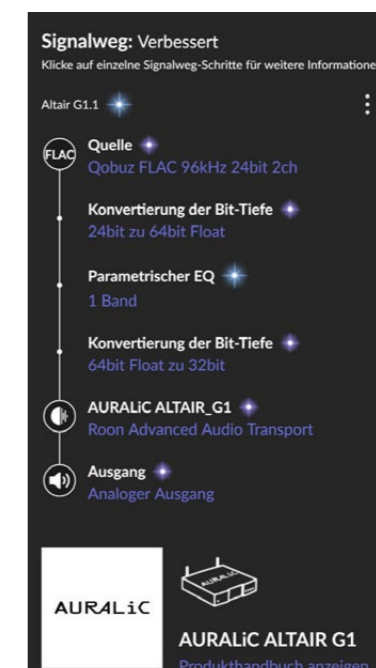 Signalweg: Verbessert
Klicke auf einzelne Signalweg-Schritte für weitere Informatione
Altair G1.1
FLAC
Quelle
Qobuz FLAC 96kHz 24bit 2ch
Konvertierung der Bit-Tiefe
24bit zu 64bit Float
Parametrischer EQ
1 Band
Konvertierung der Bit-Tiefe
64bit Float zu 32bit
AURALiC ALTAIR_G1
Roon Advanced Audio Transport
Ausgang
Analoger Ausgang
AURALiC
AURALiC
AURALiC ALTAIR G1
Produkthandbuch anzeigen